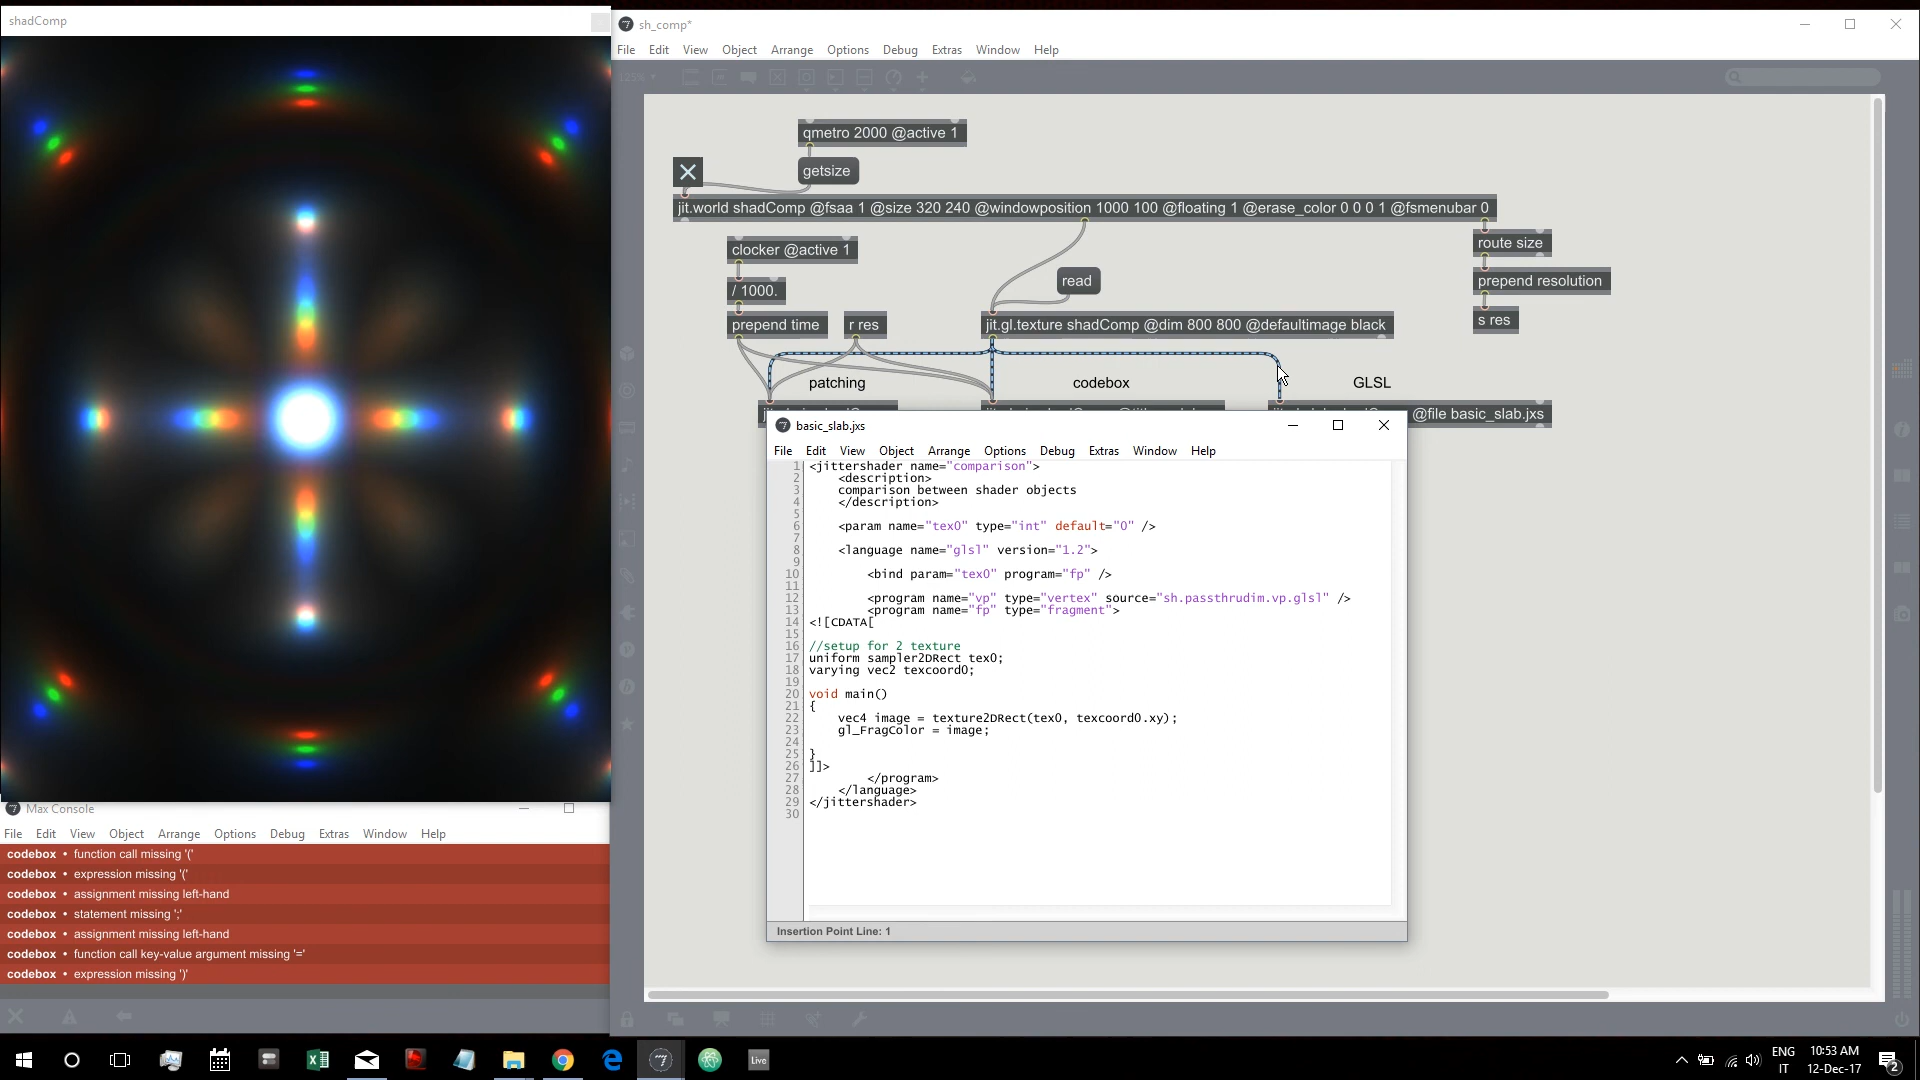 shadComp
sh_comp*
File Edit View Object Arrange Options Debug Extras Window Help
125%
qmetro 2000 @active 1
getsize
jit.world shadComp @fsaa 1 @size 320 240 @windowposition 1000 100 @floating 1 @erase_color 0 0 0 1 @fsmenubar 0
clocker @active 1
route size
/ 1000.
read
prepend resolution
prepend time
r res
jit.gl.texture shadComp @dim 800 800 @defaultimage black
s res
patching
codebox
GLSL
@file basic_slab.jxs
basic_slab.jxs
File Edit View Object Arrange Options Debug Extras Window Help
1 <jittershader name="comparison">
2 <description>
3 comparison between shader objects
4 </description>
5
6 <param name="tex0" type="int" default="0" />
7
8 <language name="glsl" version="1.2">
9
10 <bind param="tex0" program="fp" />
11
12 <program name="vp" type="vertex" source="sh.passthrudim.vp.glsl" />
13 <program name="fp" type="fragment">
14 <![CDATA[
15
16 //setup for 2 texture
17 uniform sampler2DRect tex0;
18 varying vec2 texcoord0;
19
20 void main()
21 {
22 vec4 image = texture2DRect(tex0, texcoord0.xy);
23 gl_FragColor = image;
24
25 }
26 ]]>
27 </program>
28 </language>
29 </jittershader>
30
Insertion Point Line: 1
Max Console
File Edit View Object Arrange Options Debug Extras Window Help
codebox • function call missing '('
codebox • expression missing '('
codebox • assignment missing left-hand
codebox • statement missing ';'
codebox • assignment missing left-hand
codebox • function call key-value argument missing '='
codebox • expression missing ')'
Live
ENG
IT
10:53 AM
12-Dec-17
2